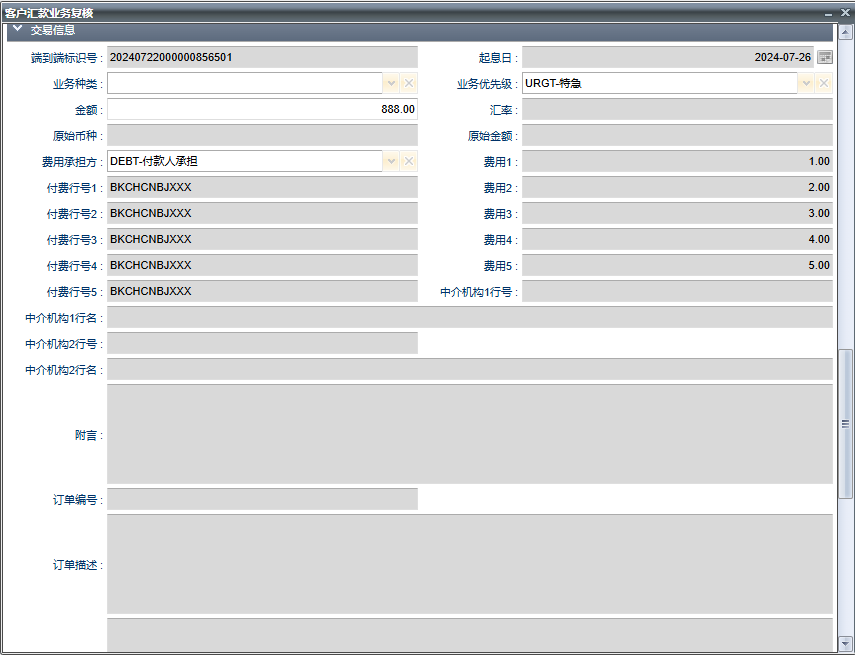 客户汇款业务复核
交易信息
端到端标识号: 20240722000000856501 起息日: 2024-07-26
业务种类: 业务优先级: URGT-特急
金额: 888.00 汇率:
原始币种: 原始金额:
费用承担方: DEBT-付款人承担 费用1: 1.00
付费行号1: BKCHCNBJXXX 费用2: 2.00
付费行号2: BKCHCNBJXXX 费用3: 3.00
付费行号3: BKCHCNBJXXX 费用4: 4.00
付费行号4: BKCHCNBJXXX 费用5: 5.00
付费行号5: BKCHCNBJXXX 中介机构1行号:
中介机构1行名:
中介机构2行号:
中介机构2行名:
附言:
订单编号:
订单描述: